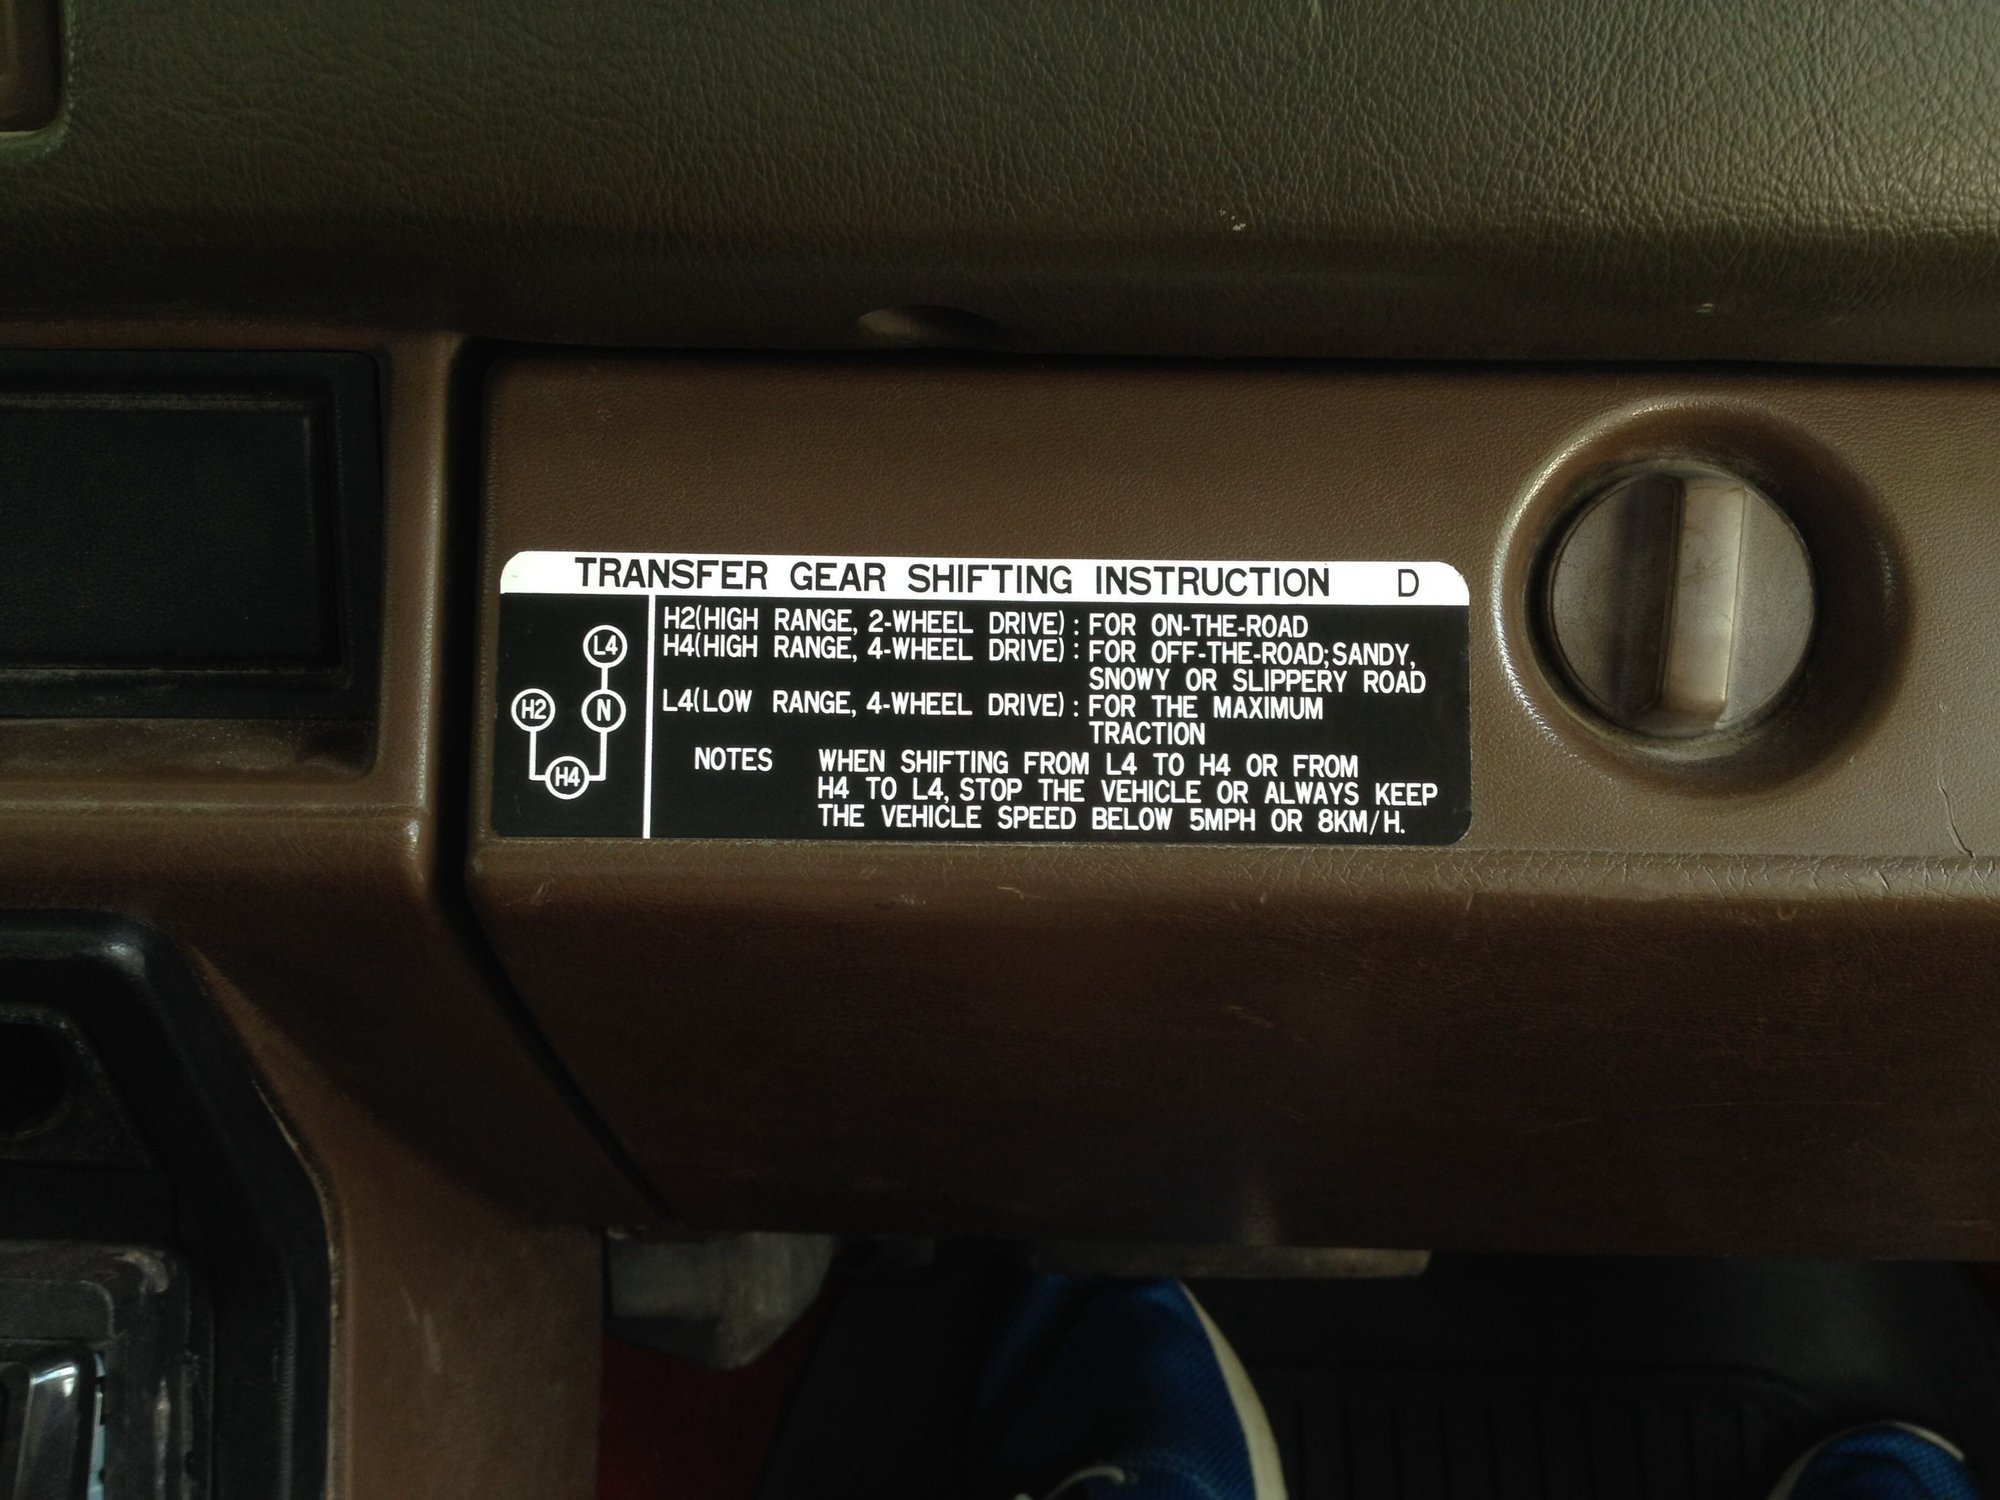 TRANSFER GEAR SHIFTING INSTRUCTION D
L4
H2 N
H4
H2(HIGH RANGE, 2-WHEEL DRIVE) : FOR ON-THE-ROAD
H4(HIGH RANGE, 4-WHEEL DRIVE) : FOR OFF-THE-ROAD;SANDY,
SNOWY OR SLIPPERY ROAD
L4(LOW RANGE, 4-WHEEL DRIVE) : FOR THE MAXIMUM
TRACTION
NOTES WHEN SHIFTING FROM L4 TO H4 OR FROM
H4 TO L4, STOP THE VEHICLE OR ALWAYS KEEP
THE VEHICLE SPEED BELOW 5MPH OR 8KM/H.